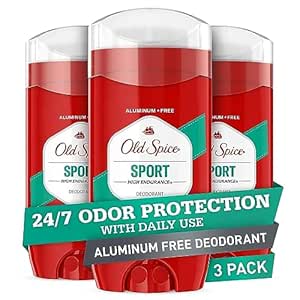 ALUMINUM-FREE
Old Spice
SPORT
HIGH ENDURANCE
DEODORANT
24/7 ODOR PROTECTION
WITH DAILY USE
ALUMINUM FREE DEODORANT
3 PACK